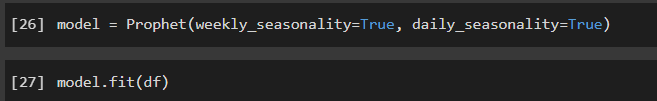 [26] model = Prophet(weekly_seasonality=True, daily_seasonality=True)
[27] model.fit(df)